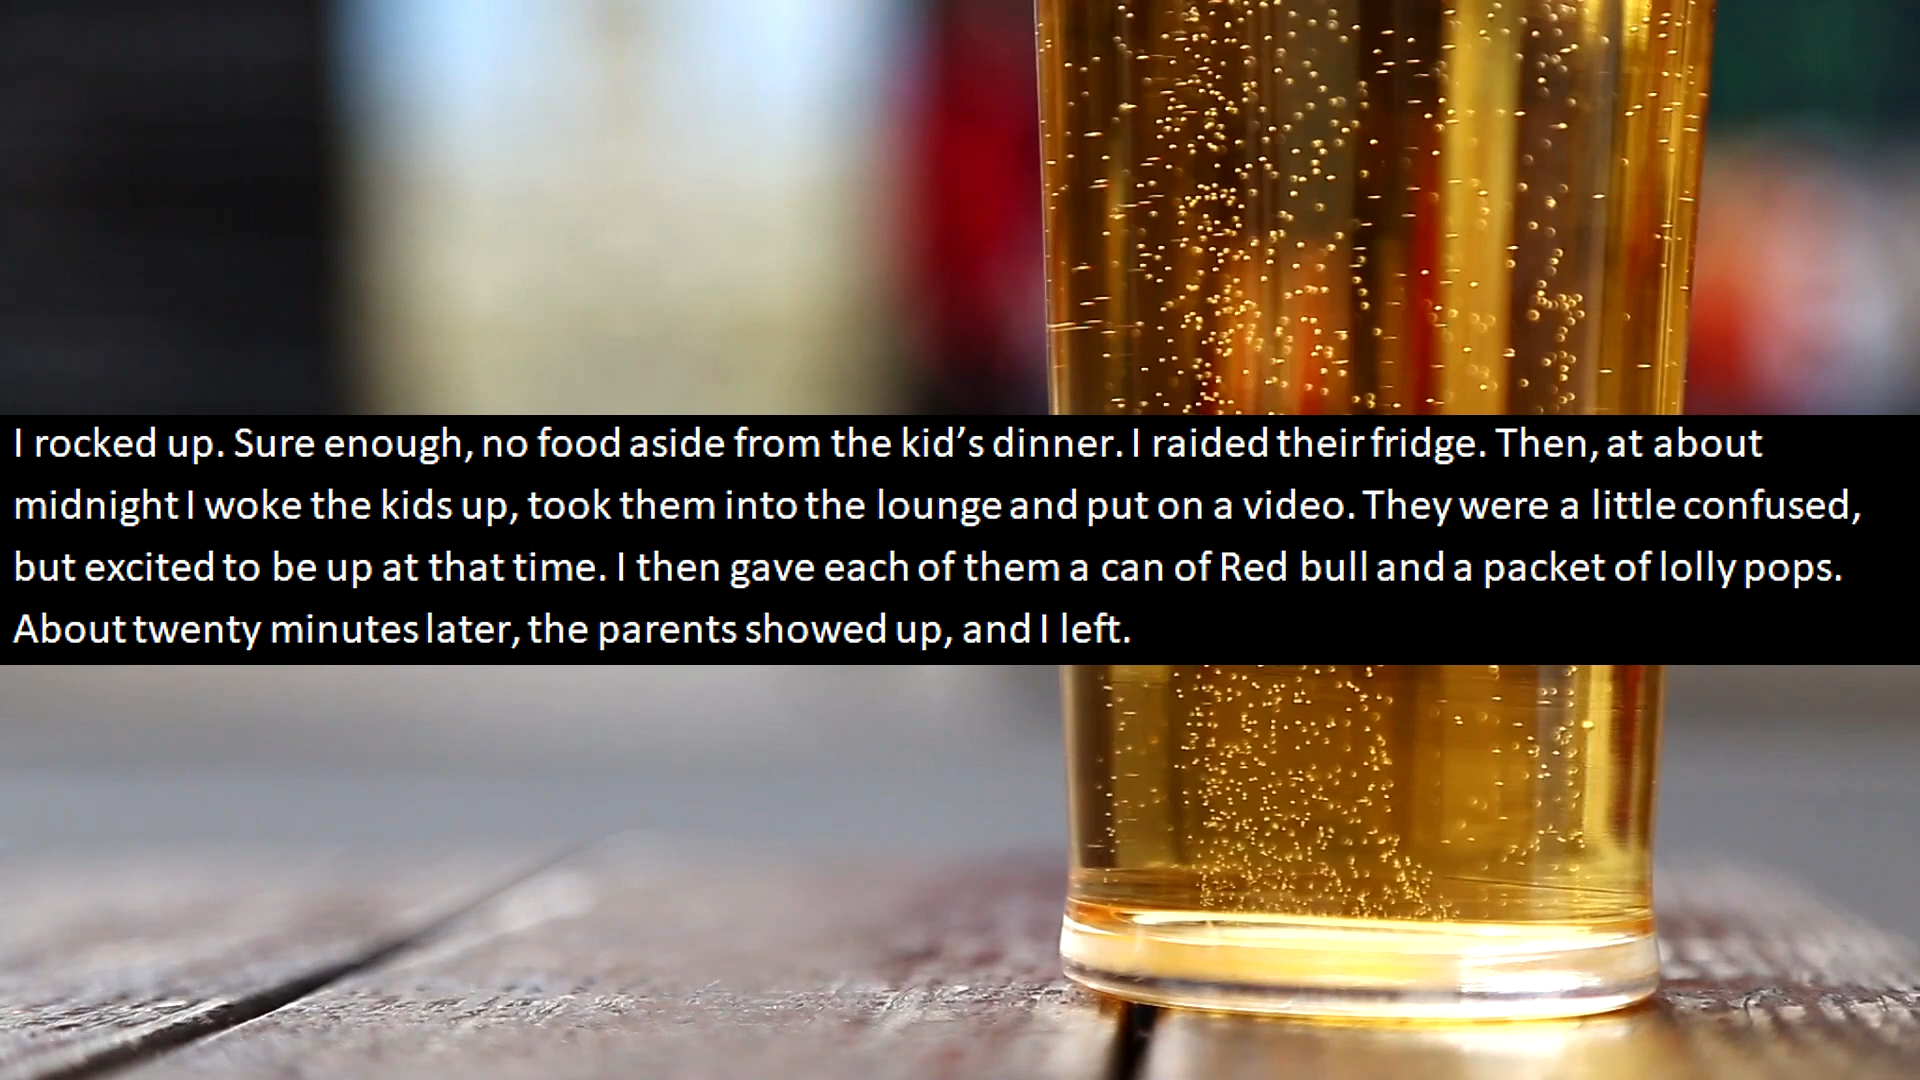 I rocked up. Sure enough, no food aside from the kid’s dinner. I raided their fridge. Then, at about
midnight I woke the kids up, took them into the lounge and put on a video. They were a little confused,
but excited to be up at that time. I then gave each of them a can of Red bull and a packet of lolly pops.
About twenty minutes later, the parents showed up, and I left.